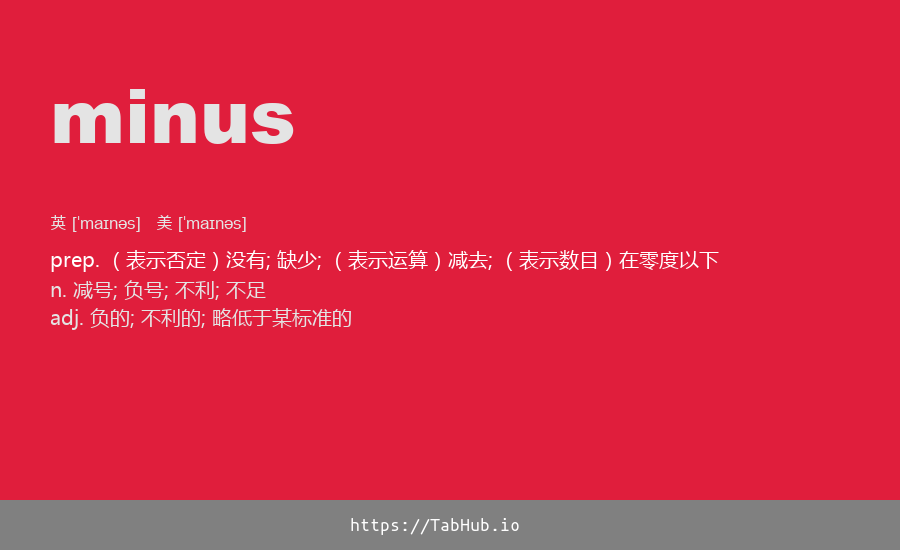 minus
英 [ˈmaɪnəs] 美 [ˈmaɪnəs]
prep. （表示否定）没有; 缺少; （表示运算）减去; （表示数目）在零度以下
n. 减号; 负号; 不利; 不足
adj. 负的; 不利的; 略低于某标准的
https://TabHub.io